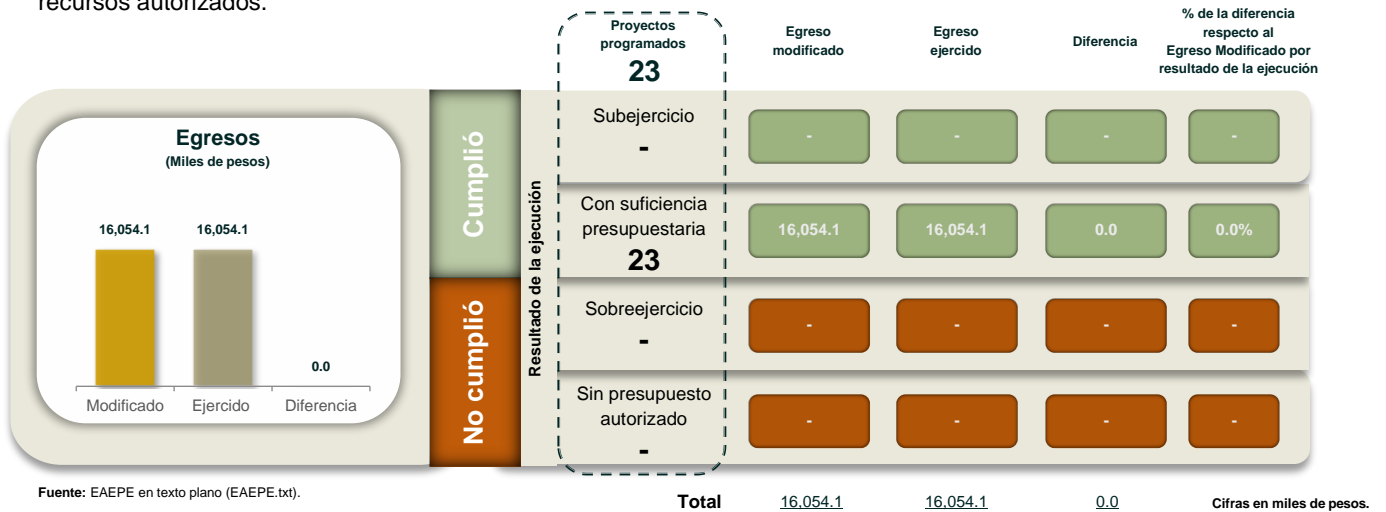 recursos autorizados.
Proyectos
programados
23
Egreso
modificado
Egreso
ejercido
Diferencia
% de la diferencia
respecto al
Egreso Modificado por
resultado de la ejecución
Egresos
(Miles de pesos)
16,054.1
16,054.1
0.0
Modificado
Ejercido
Diferencia
Cumplió
No cumplió
Resultado de la ejecución
Subejercicio
-
-
-
-
-
Con suficiencia
presupuestaria
23
16,054.1
16,054.1
0.0
0.0%
Sobreejercicio
-
-
-
-
-
Sin presupuesto
autorizado
-
-
-
-
-
Fuente: EAEPE en texto plano (EAEPE.txt).
Total 16,054.1 16,054.1 0.0
Cifras en miles de pesos.